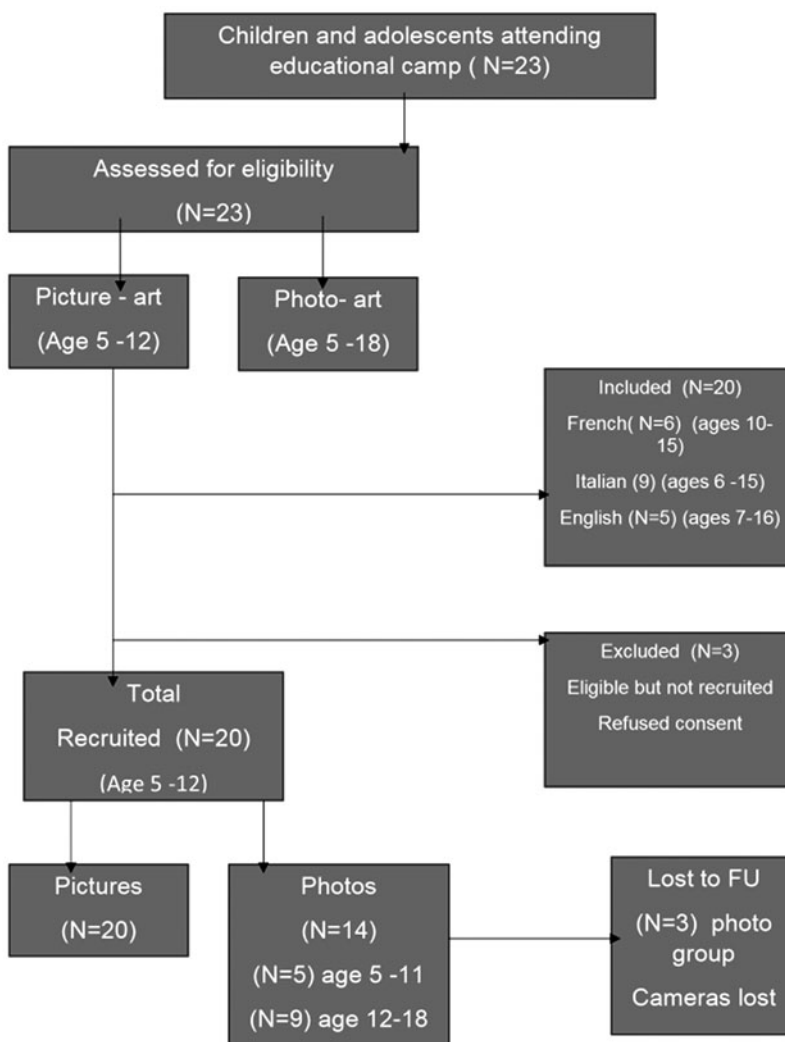 Children and adolescents attending
educational camp ( N=23)
Assessed for eligibility
(N=23)
Picture - art
(Age 5 -12)
Photo- art
(Age 5 -18)
Included (N=20)
French( N=6) (ages 10-
15)
Italian (9) (ages 6 -15)
English (N=5) (ages 7-16)
Excluded (N=3)
Eligible but not recruited
Refused consent
Total
Recruited (N=20)
(Age 5 -12)
Pictures
(N=20)
Photos
(N=14)
(N=5) age 5 -11
(N=9) age 12-18
Lost to FU
(N=3) photo
group
Cameras lost